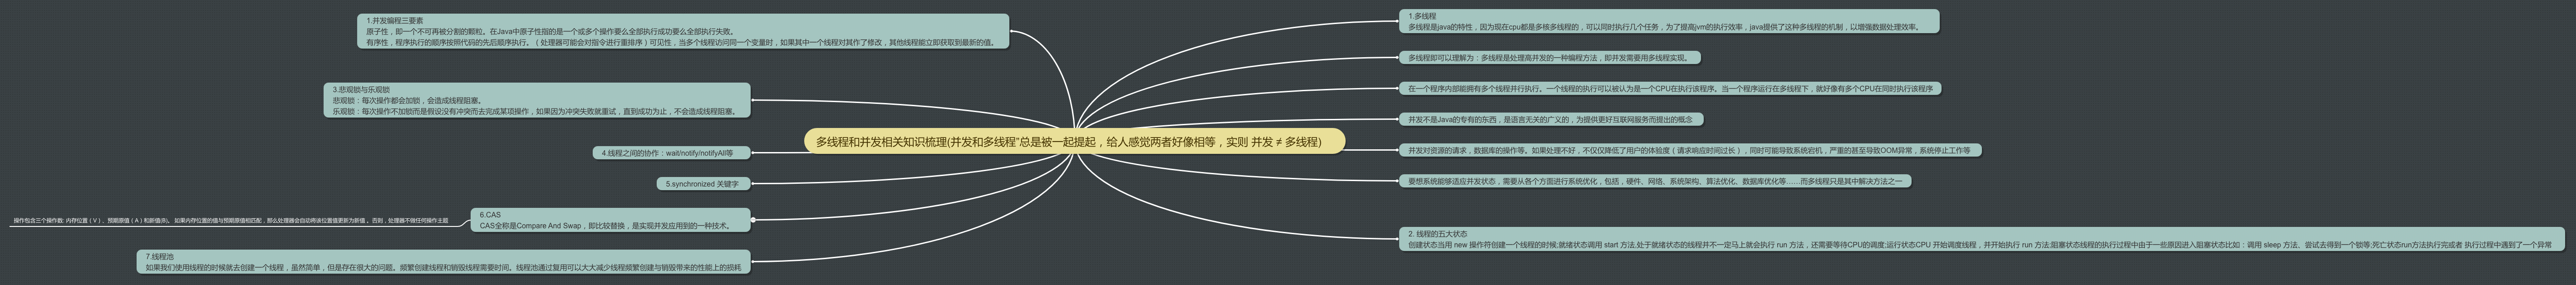 多线程和并发相关知识梳理(并发和多线程"总是被一起提起，给人感觉两者好像相等，实则 并发 ≠ 多线程)
1.多线程
多线程是java的特性，因为现在cpu都是多核多线程的，可以同时执行几个任务，为了提高jvm的执行效率，java提供了这种多线程的机制，以增强数据处理效率。
多线程即可以理解为：多线程是处理高并发的一种编程方法，即并发需要用多线程实现。
在一个程序内部能拥有多个线程并行执行。一个线程的执行可以被认为是一个CPU在执行该程序。当一个程序运行在多线程下，就好像有多个CPU在同时执行该程序
并发不是Java的专有的东西，是语言无关的广义的，为提供更好互联网服务而提出的概念
并发对资源的请求，数据库的操作等。如果处理不好，不仅仅降低了用户的体验度（请求响应时间过长），同时可能导致系统宕机，严重的甚至导致OOM异常，系统停止工作等
要想系统能够适应并发状态，需要从各个方面进行系统优化，包括，硬件、网络、系统架构、算法优化、数据库优化等……而多线程只是其中解决方法之一
2. 线程的五大状态
创建状态当用 new 操作符创建一个线程的时候;就绪状态调用 start 方法,处于就绪状态的线程并不一定马上就会执行 run 方法，还需要等待CPU的调度;运行状态CPU 开始调度线程，并开始执行 run 方法;阻塞状态线程的执行过程中由于一些原因进入阻塞状态比如：调用 sleep 方法、尝试去得到一个锁等;死亡状态run方法执行完或者 执行过程中遇到了一个异常
1.并发编程三要素
原子性，即一个不可再被分割的颗粒。在Java中原子性指的是一个或多个操作要么全部执行成功要么全部执行失败。
有序性，程序执行的顺序按照代码的先后顺序执行。（处理器可能会对指令进行重排序）可见性，当多个线程访问同一个变量时，如果其中一个线程对其作了修改，其他线程能立即获取到最新的值。
3.悲观锁与乐观锁
悲观锁：每次操作都会加锁，会造成线程阻塞。
乐观锁：每次操作不加锁而是假设没有冲突而去完成某项操作，如果因为冲突失败就重试，直到成功为止，不会造成线程阻塞。
4.线程之间的协作：wait/notify/notifyAll等
5.synchronized 关键字
6.CAS
CAS全称是Compare And Swap，即比较替换，是实现并发应用到的一种技术。
操作包含三个操作数: 内存位置（V）、预期原值（A）和新值(B)。 如果内存位置的值与预期原值相匹配，那么处理器会自动将该位置值更新为新值 。否则，处理器不做任何操作主题
7.线程池
如果我们使用线程的时候就去创建一个线程，虽然简单，但是存在很大的问题。频繁创建线程和销毁线程需要时间。线程池通过复用可以大大减少线程频繁创建与销毁带来的性能上的损耗